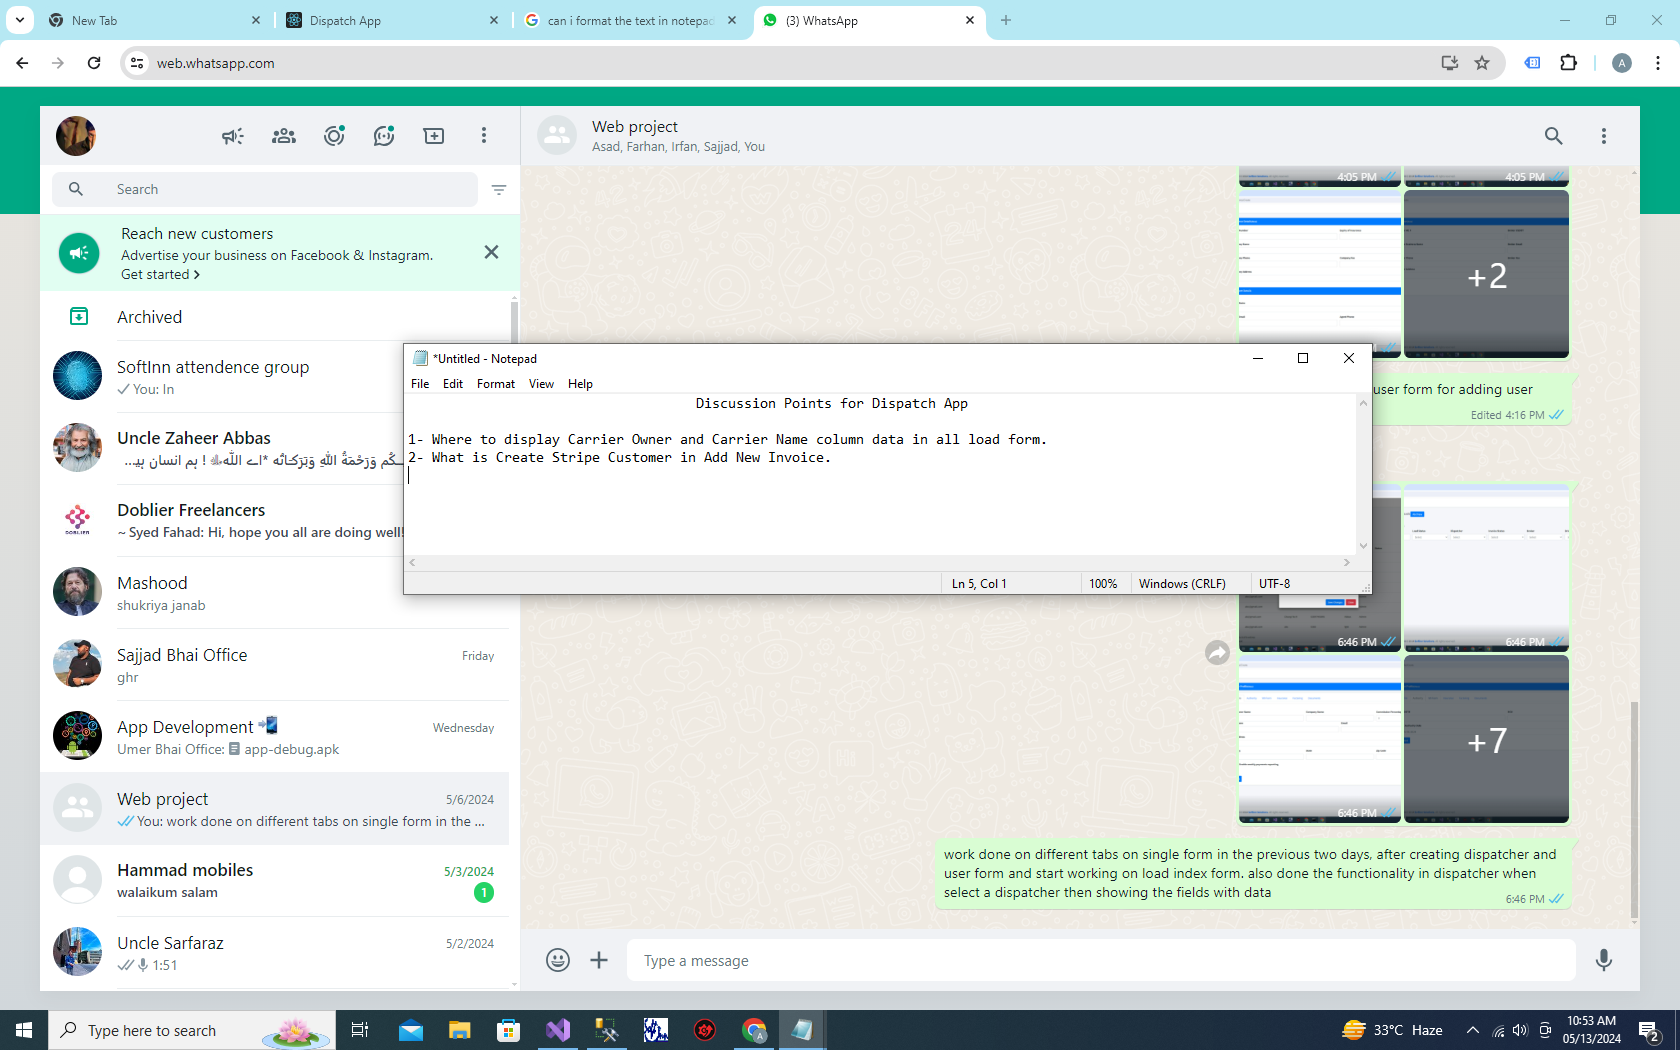 New Tab
Dispatch App
can i format the text in notepad
(3) WhatsApp
web.whatsapp.com
A
Web project
Asad, Farhan, Irfan, Sajjad, You
Search
Reach new customers
Advertise your business on Facebook & Instagram.
Get started
Archived
SoftInn attendence group
You: In
Uncle Zaheer Abbas
وَرَحْمَةُ اللهِ وَبَرَكـَاتُه *اے اللہ ! ہم انسان ہیں...
Doblier Freelancers
~ Syed Fahad: Hi, hope you all are doing well!
DOBLIER
Mashood
shukriya janab
Sajjad Bhai Office
Friday
ghr
App Development
Wednesday
Umer Bhai Office: app-debug.apk
Web project
5/6/2024
You: work done on different tabs on single form in the ...
Hammad mobiles
5/3/2024
walaikum salam
1
Uncle Sarfaraz
5/2/2024
1:51
4:05 PM
4:05 PM
+2
user form for adding user
Edited 4:16 PM
*Untitled - Notepad
File Edit Format View Help
Discussion Points for Dispatch App
1- Where to display Carrier Owner and Carrier Name column data in all load form.
2- What is Create Stripe Customer in Add New Invoice.
Ln 5, Col 1
100%
Windows (CRLF)
UTF-8
6:46 PM
6:46 PM
6:46 PM
+7
work done on different tabs on single form in the previous two days, after creating dispatcher and
user form and start working on load index form. also done the functionality in dispatcher when
select a dispatcher then showing the fields with data
6:46 PM
Type a message
Type here to search
33°C Haze
10:53 AM
05/13/2024
2